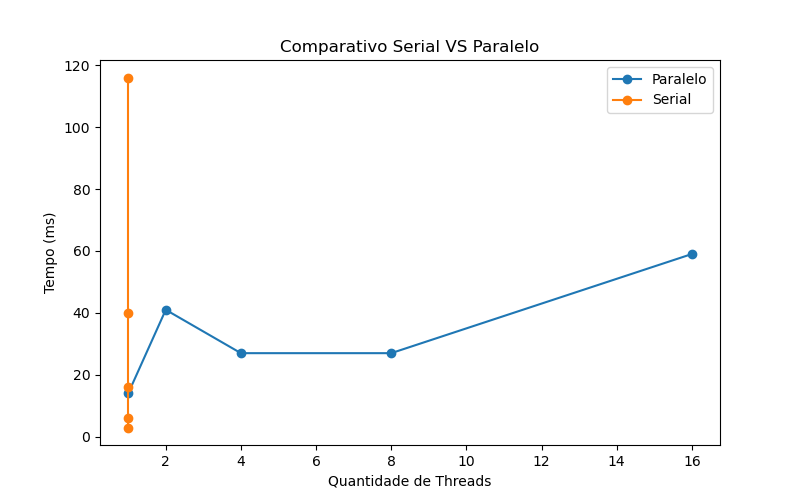 Comparativo Serial VS Paralelo
Paralelo
Serial
120
100
80
60
40
20
0
Tempo (ms)
2 4 6 8 10 12 14 16
Quantidade de Threads